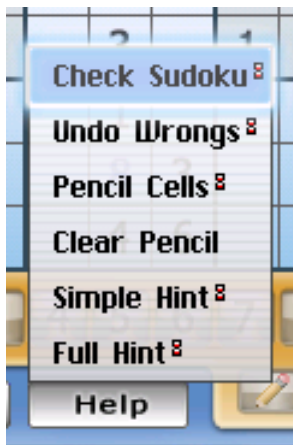 Check Sudoku
Undo Wrongs
Pencil Cells
Clear Pencil
Simple Hint
Full Hint
Help